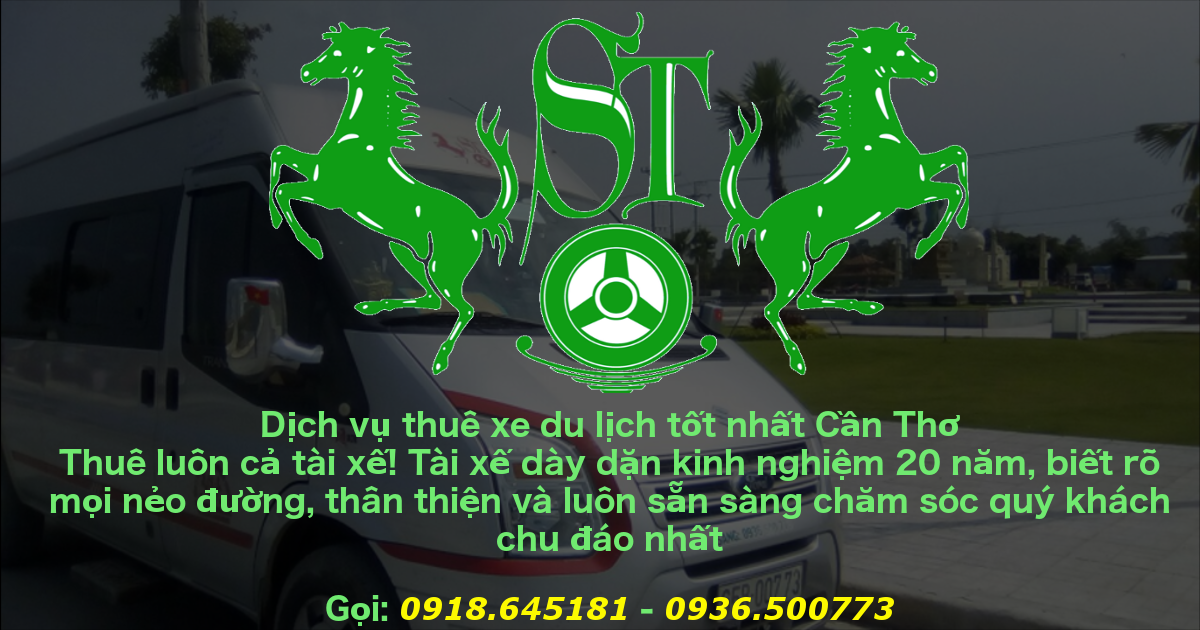 ST
Dịch vụ thuê xe du lịch tốt nhất Cần Thơ
Thuê luôn cả tài xế! Tài xế dày dặn kinh nghiệm 20 năm, biết rõ
mọi nẻo đường, thân thiện và luôn sẵn sàng chăm sóc quý khách
chu đáo nhất
Gọi: 0918.645181 - 0936.500773